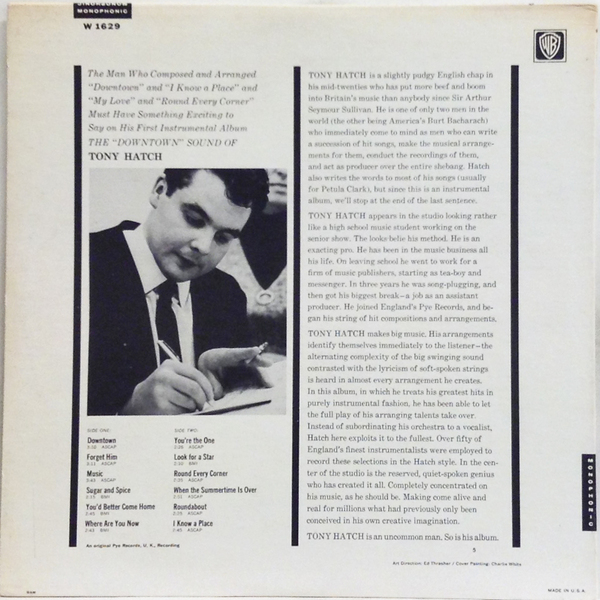 MONOPHONIC
W 1629
WB
The Man Who Composed and Arranged
"Downtown" and "I Know a Place" and
"My Love" and "Round Every Corner"
Must Have Something Exciting to
Say on His First Instrumental Album
THE "DOWNTOWN" SOUND OF
TONY HATCH
SIDE ONE:
Downtown
3:10 ASCAP
Forget Him
2:11 ASCAP
Music
ASCAP
Sugar and Spice
BMI
You'd Better Come Home
BMI
Where Are You Now
BMI
SIDE TWO:
You're the One
ASCAP
Look for a Star
BMI
Round Every Corner
ASCAP
When the Summertime Is Over
ASCAP
Roundabout
ASCAP
I Know a Place
ASCAP
An original Pye Records, U. K., Recording
TONY HATCH is a slightly pudgy English chap in
his mid-twenties who has put more beef and boom
into Britain's music than anybody since Sir Arthur
Seymour Sullivan. He is one of only two men in the
world (the other being America's Burt Bacharach)
who immediately come to mind as men who can write
a succession of hit songs, make the musical arrange-
ments for them, conduct the recordings of them,
and act as producer over the entire shebang. Hatch
also writes the words to most of his songs (usually
for Petula Clark), but since this is an instrumental
album, we'll stop at the end of the last sentence.
TONY HATCH appears in the studio looking rather
like a high school music student working on the
senior show. The looks belie his method. He is an
exacting pro. He has been in the music business all
his life. On leaving school he went to work for a
firm of music publishers, starting as tea-boy and
messenger. In three years he was song-plugging, and
then got his biggest break—a job as an assistant
producer. He joined England's Pye Records, and be-
gan his string of hit compositions and arrangements.
TONY HATCH makes big music. His arrangements
identify themselves immediately to the listener—the
alternating complexity of the big swinging sound
contrasted with the lyricism of soft-spoken strings
is heard in almost every arrangement he creates.
In this album, in which he treats his greatest hits in
purely instrumental fashion, he has been able to let
the full play of his arranging talents take over.
Instead of subordinating his orchestra to a vocalist,
Hatch here exploits it to the fullest. Over fifty of
England's finest instrumentalists were employed to
record these selections in the Hatch style. In the cen-
ter of the studio is the reserved, quiet-spoken genius
who has created it all. Completely concentrated on
his music, as he should be. Making come alive and
real for millions what had previously only been
conceived in his own creative imagination.
TONY HATCH is an uncommon man. So is his album.
5
Art Direction: Ed Thrasher / Cover Painting: Charlie White
MONOPHONIC
MADE IN U.S.A.